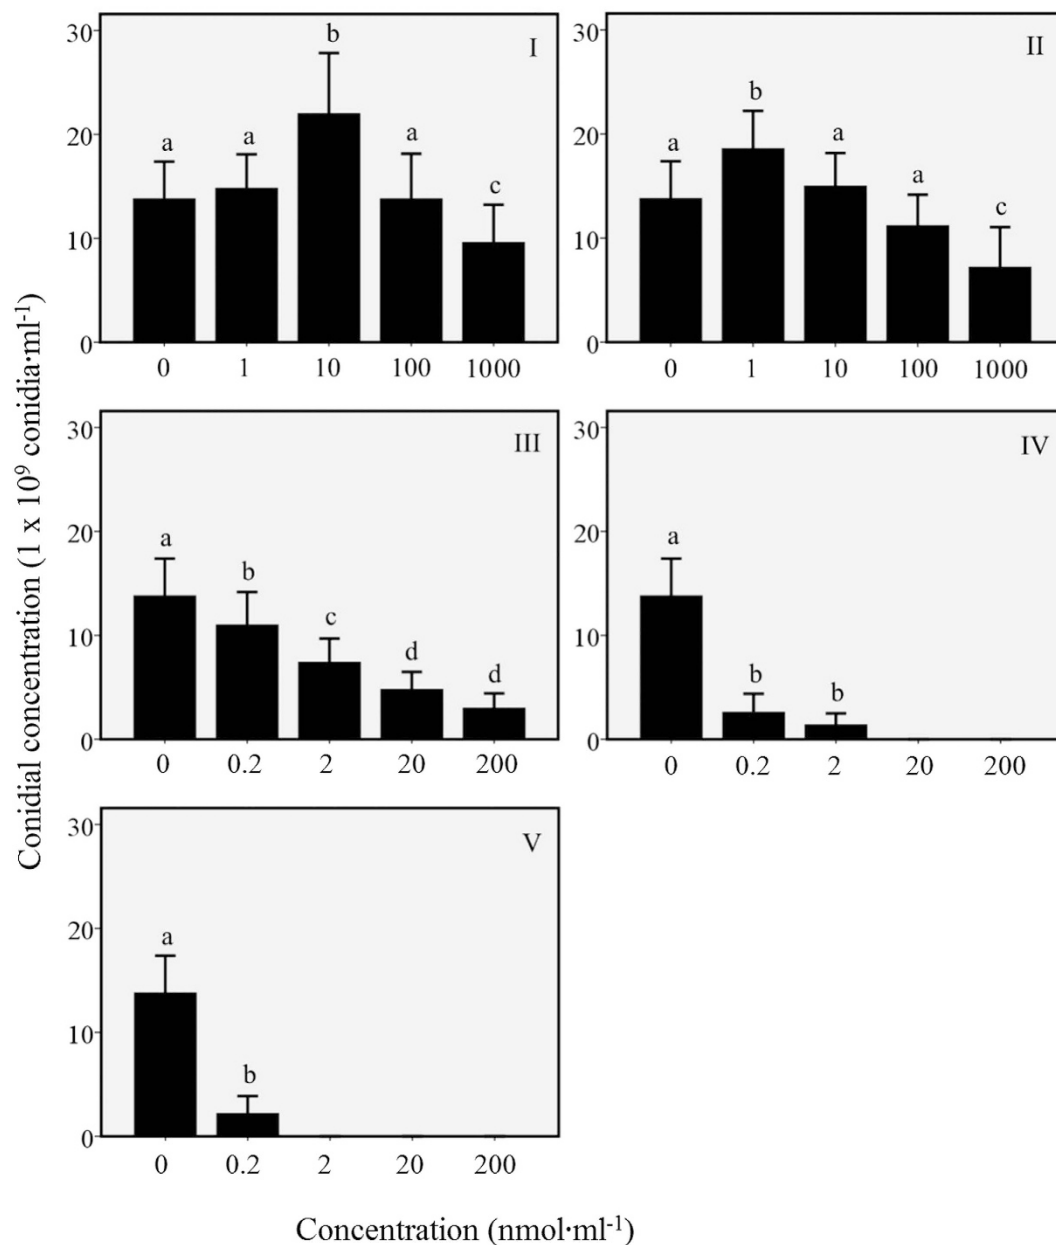 Conidial concentration (1 x 10⁹ conidia·ml⁻¹)
I
30
20
10
0
a a b a c
0 1 10 100 1000
II
30
20
10
0
a b a a c
0 1 10 100 1000
III
30
20
10
0
a b c d d
0 0.2 2 20 200
IV
30
20
10
0
a b b
0 0.2 2 20 200
V
30
20
10
0
a b
0 0.2 2 20 200
Concentration (nmol·ml⁻¹)